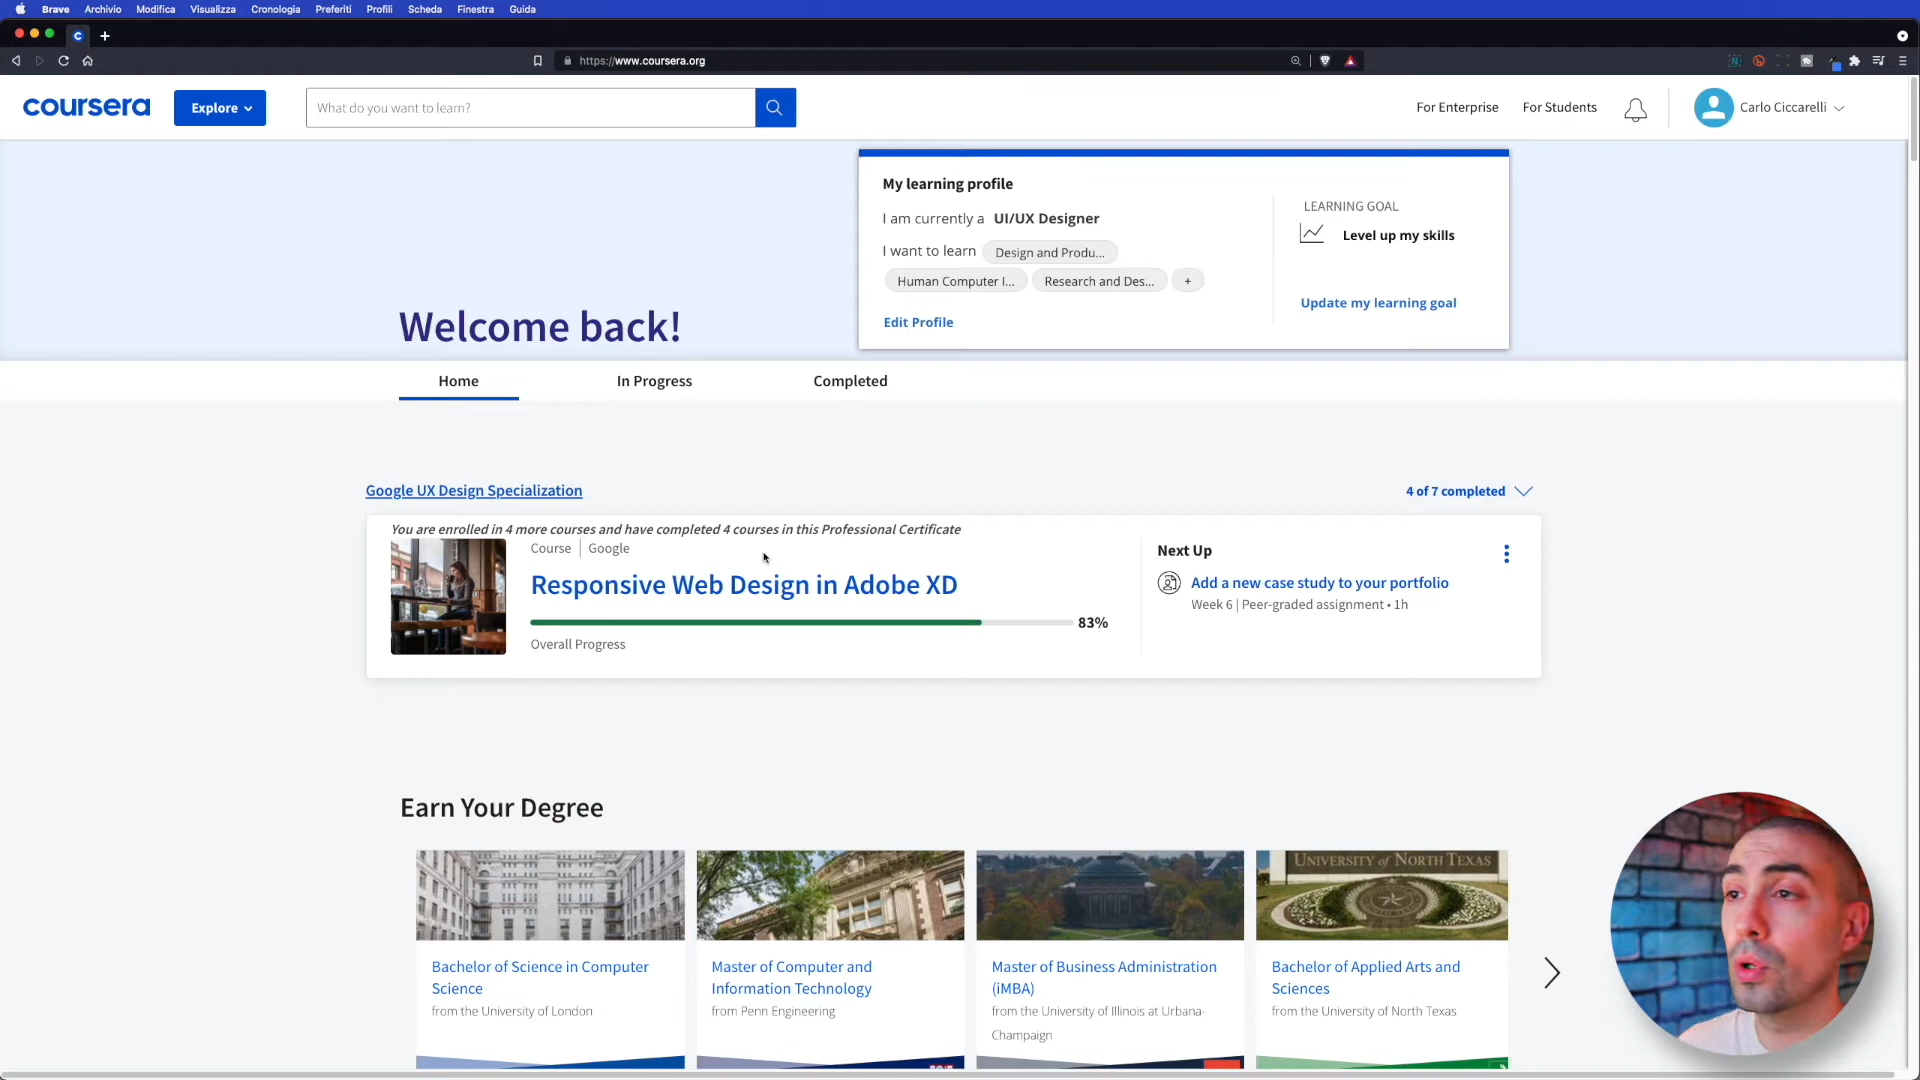 Brave Archivio Modifica Visualizza Cronologia Preferiti Profili Scheda Finestra Guida
https://www.coursera.org
coursera
Explore
What do you want to learn?
For Enterprise
For Students
Carlo Ciccarelli
My learning profile
I am currently a UI/UX Designer
I want to learn Design and Produ...
Human Computer I... Research and Des... +
Edit Profile
LEARNING GOAL
Level up my skills
Update my learning goal
Welcome back!
Home
In Progress
Completed
Google UX Design Specialization
4 of 7 completed
You are enrolled in 4 more courses and have completed 4 courses in this Professional Certificate
Course | Google
Responsive Web Design in Adobe XD
83%
Overall Progress
Next Up
Add a new case study to your portfolio
Week 6 | Peer-graded assignment • 1h
Earn Your Degree
UNIVERSITY of NORTH TEXAS
Bachelor of Science in Computer
Science
from the University of London
Master of Computer and
Information Technology
from Penn Engineering
Master of Business Administration
(iMBA)
from the University of Illinois at Urbana-
Champaign
Bachelor of Applied Arts and
Sciences
from the University of North Texas